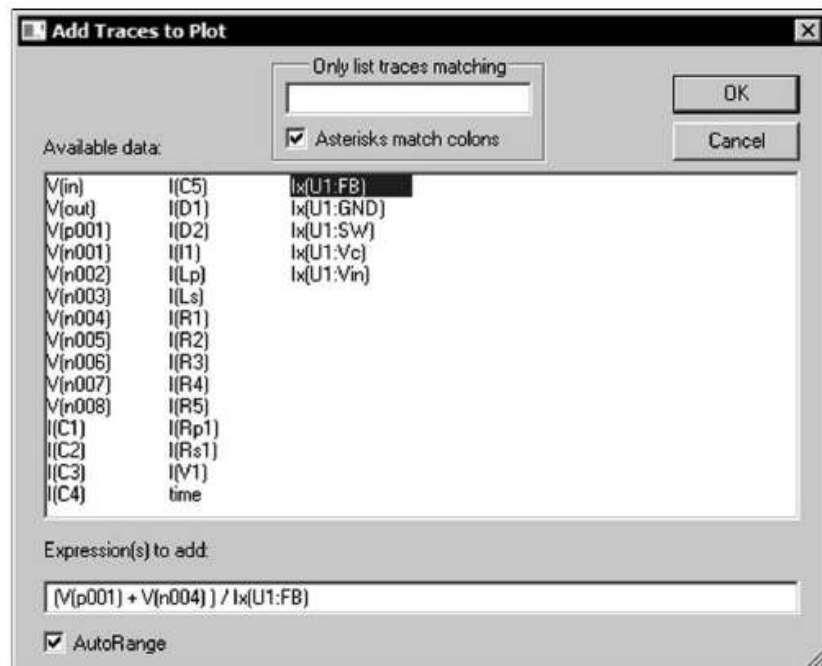 Add Traces to Plot
Only list traces matching
OK
Asterisks match colons
Cancel
Available data:
V(in) I(C5) Ix(U1:FB)
V(out) I(D1) Ix(U1:GND)
V(p001) I(D2) Ix(U1:SW)
V(n001) I(I1) Ix(U1:Vc)
V(n002) I(Lp) Ix(U1:Vin)
V(n003) I(Ls)
V(n004) I(R1)
V(n005) I(R2)
V(n006) I(R3)
V(n007) I(R4)
V(n008) I(R5)
I(C1) I(Rp1)
I(C2) I(Rs1)
I(C3) I(V1)
I(C4) time
Expression(s) to add:
(V(p001) + V(n004) ) / Ix(U1:FB)
AutoRange